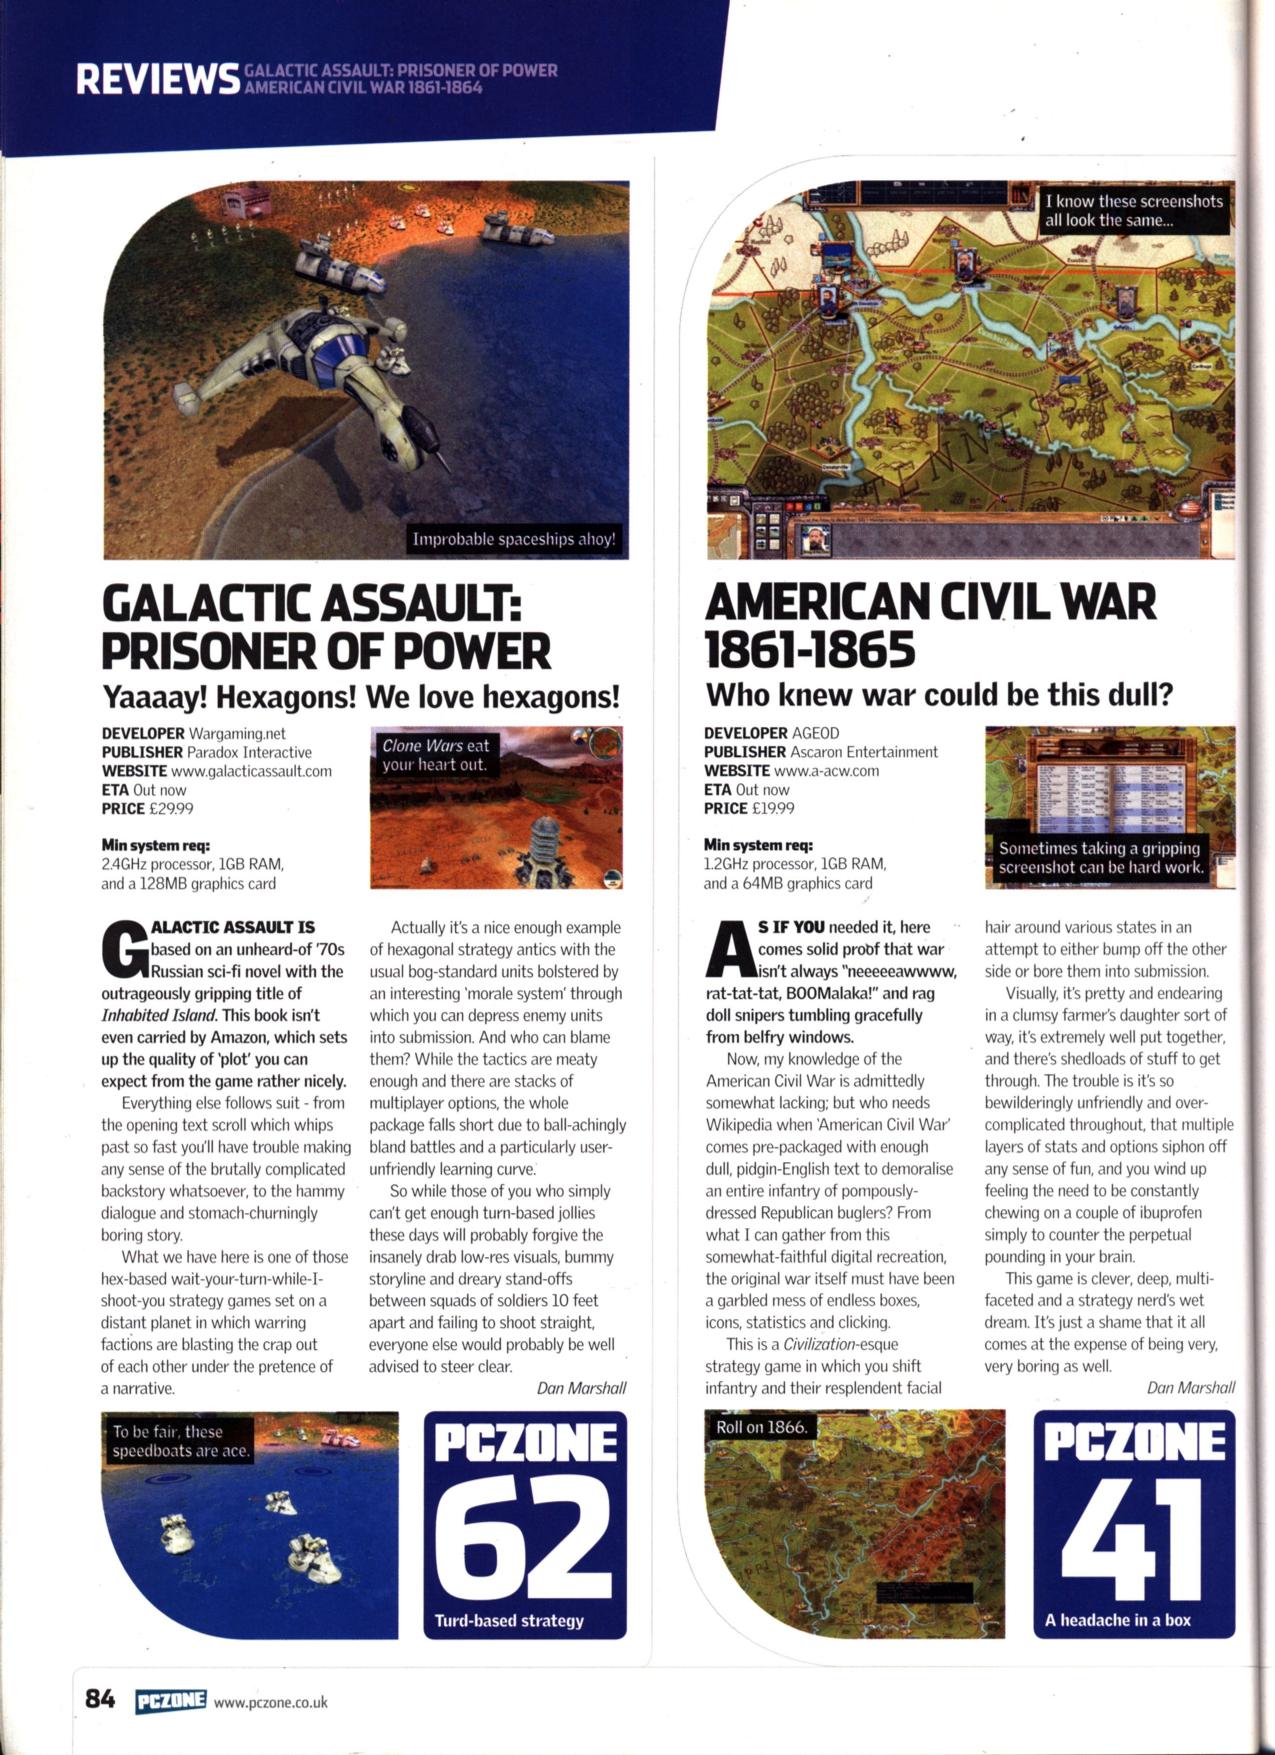 REVIEWS GALACTIC ASSAULT: PRISONER OF POWER
AMERICAN CIVIL WAR 1861-1864
Improbable spaceships ahoy!
GALACTIC ASSAULT:
PRISONER OF POWER
Yaaaay! Hexagons! We love hexagons!
DEVELOPER Wargaming.net
PUBLISHER Paradox Interactive
WEBSITE www.galacticassault.com
ETA Out now
PRICE £29.99
Min system req:
2.4GHz processor, 1GB RAM,
and a 128MB graphics card
Clone Wars eat
your heart out.
GALACTIC ASSAULT IS
based on an unheard-of '70s
Russian sci-fi novel with the
outrageously gripping title of
Inhabited Island. This book isn't
even carried by Amazon, which sets
up the quality of 'plot' you can
expect from the game rather nicely.
Everything else follows suit - from
the opening text scroll which whips
past so fast you'll have trouble making
any sense of the brutally complicated
backstory whatsoever, to the hammy
dialogue and stomach-churningly
boring story.
What we have here is one of those
hex-based wait-your-turn-while-I-
shoot-you strategy games set on a
distant planet in which warring
factions are blasting the crap out
of each other under the pretence of
a narrative.
Actually it's a nice enough example
of hexagonal strategy antics with the
usual bog-standard units bolstered by
an interesting 'morale system' through
which you can depress enemy units
into submission. And who can blame
them? While the tactics are meaty
enough and there are stacks of
multiplayer options, the whole
package falls short due to ball-achingly
bland battles and a particularly user-
unfriendly learning curve.
So while those of you who simply
can't get enough turn-based jollies
these days will probably forgive the
insanely drab low-res visuals, bummy
storyline and dreary stand-offs
between squads of soldiers 10 feet
apart and failing to shoot straight,
everyone else would probably be well
advised to steer clear.
Dan Marshall
To be fair, these
speedboats are ace.
PCZONE
62
Turd-based strategy
I know these screenshots
all look the same...
Cumberland
AMERICAN CIVIL WAR
1861-1865
Who knew war could be this dull?
DEVELOPER AGEOD
PUBLISHER Ascaron Entertainment
WEBSITE www.a-acw.com
ETA Out now
PRICE £19.99
Min system req:
1.2GHz processor, 1GB RAM,
and a 64MB graphics card
Sometimes taking a gripping
screenshot can be hard work.
AS IF YOU needed it, here
comes solid proof that war
isn't always "neeeeeawwww,
rat-tat-tat, BOOMalaka!" and rag
doll snipers tumbling gracefully
from belfry windows.
Now, my knowledge of the
American Civil War is admittedly
somewhat lacking; but who needs
Wikipedia when 'American Civil War'
comes pre-packaged with enough
dull, pidgin-English text to demoralise
an entire infantry of pompously-
dressed Republican buglers? From
what I can gather from this
somewhat-faithful digital recreation,
the original war itself must have been
a garbled mess of endless boxes,
icons, statistics and clicking.
This is a Civilization-esque
strategy game in which you shift
infantry and their resplendent facial
hair around various states in an
attempt to either bump off the other
side or bore them into submission.
Visually, it's pretty and endearing
in a clumsy farmer's daughter sort of
way, it's extremely well put together,
and there's shedloads of stuff to get
through. The trouble is it's so
bewilderingly unfriendly and over-
complicated throughout, that multiple
layers of stats and options siphon off
any sense of fun, and you wind up
feeling the need to be constantly
chewing on a couple of ibuprofen
simply to counter the perpetual
pounding in your brain.
This game is clever, deep, multi-
faceted and a strategy nerd's wet
dream. It's just a shame that it all
comes at the expense of being very,
very boring as well.
Dan Marshall
Roll on 1866.
PCZONE
41
A headache in a box
84 PCZONE www.pczone.co.uk